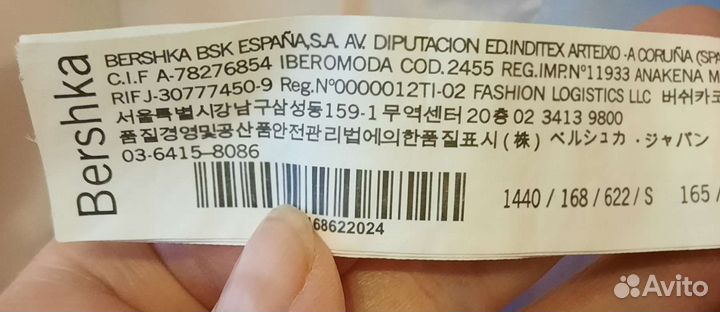 Bershka
BERSHKA BSK ESPAÑA,S.A. AV. DIPUTACION ED.INDITEX ARTEIXO -A CORUÑA (SPA
C.I.F A-78276854 IBEROMODA COD.2455 REG.IMP.Nº11933 ANAKENA M
RIFJ-30777450-9 Reg.Nº0000012TI-02 FASHION LOGISTICS LLC 버쉬카코
서울특별시강남구삼성동159-1 무역센터20층 02 3413 9800
품질경영및공산품안전관리법에의한품질표시 (株) ベルシュカ・ジャパン
03-6415-8086
1440 / 168 / 622 / S 165 /
168622024
Avito